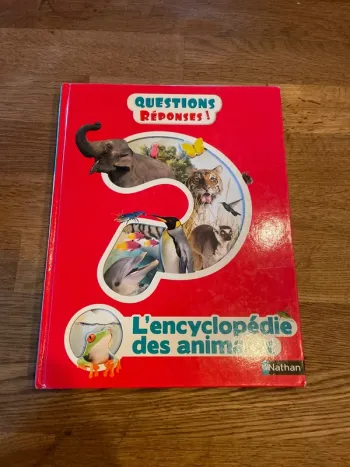 QUESTIONS
RÉPONSES !
L'encyclopédie
des animaux
Nathan